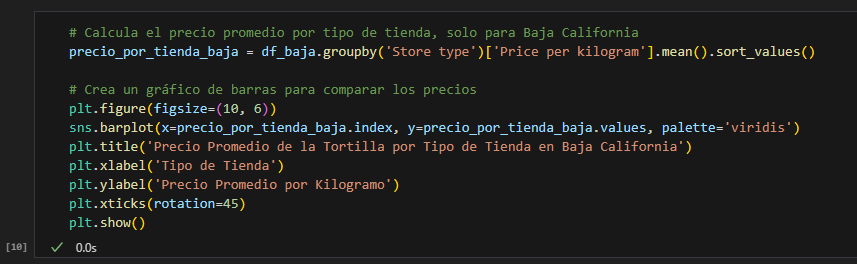 # Calcula el precio promedio por tipo de tienda, solo para Baja California
precio_por_tienda_baja = df_baja.groupby('Store type')['Price per kilogram'].mean().sort_values()
# Crea un gráfico de barras para comparar los precios
plt.figure(figsize=(10, 6))
sns.barplot(x=precio_por_tienda_baja.index, y=precio_por_tienda_baja.values, palette='viridis')
plt.title('Precio Promedio de la Tortilla por Tipo de Tienda en Baja California')
plt.xlabel('Tipo de Tienda')
plt.ylabel('Precio Promedio por Kilogramo')
plt.xticks(rotation=45)
plt.show()
[10] ✓ 0.0s